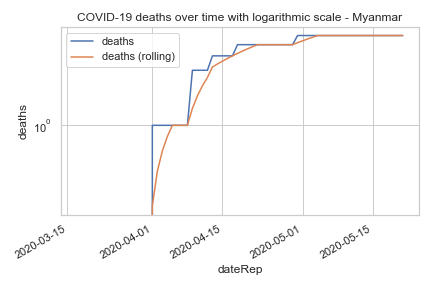 COVID-19 deaths over time with logarithmic scale - Myanmar
deaths
deaths (rolling)
deaths
10⁰
2020-03-15
2020-04-01
2020-04-15
2020-05-01
2020-05-15
dateRep